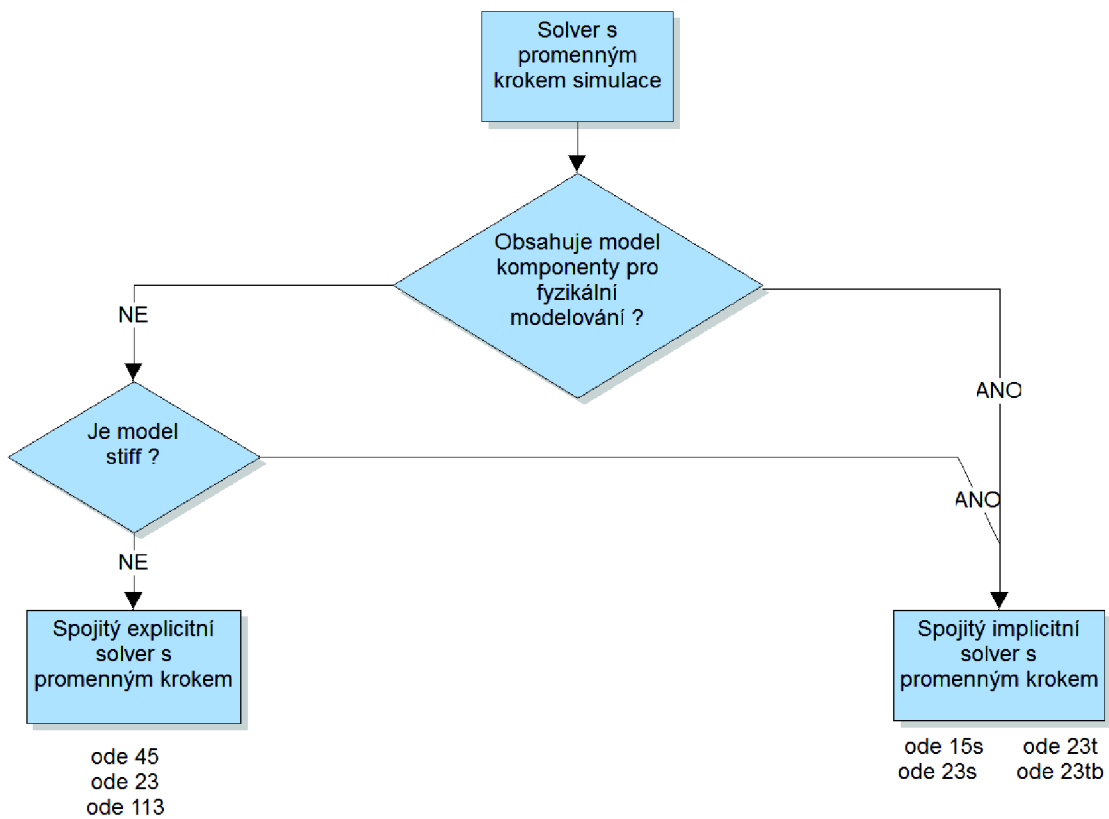 Solver s
promenným
krokem simulace
Obsahuje model
komponenty pro
fyzikální
modelování ?
NE
ANO
Je model
stiff ?
ANO
NE
Spojitý explicitní
solver s
promenným krokem
Spojitý implicitní
solver s
promenným krokem
ode 45
ode 23
ode 113
ode 15s ode 23t
ode 23s ode 23tb